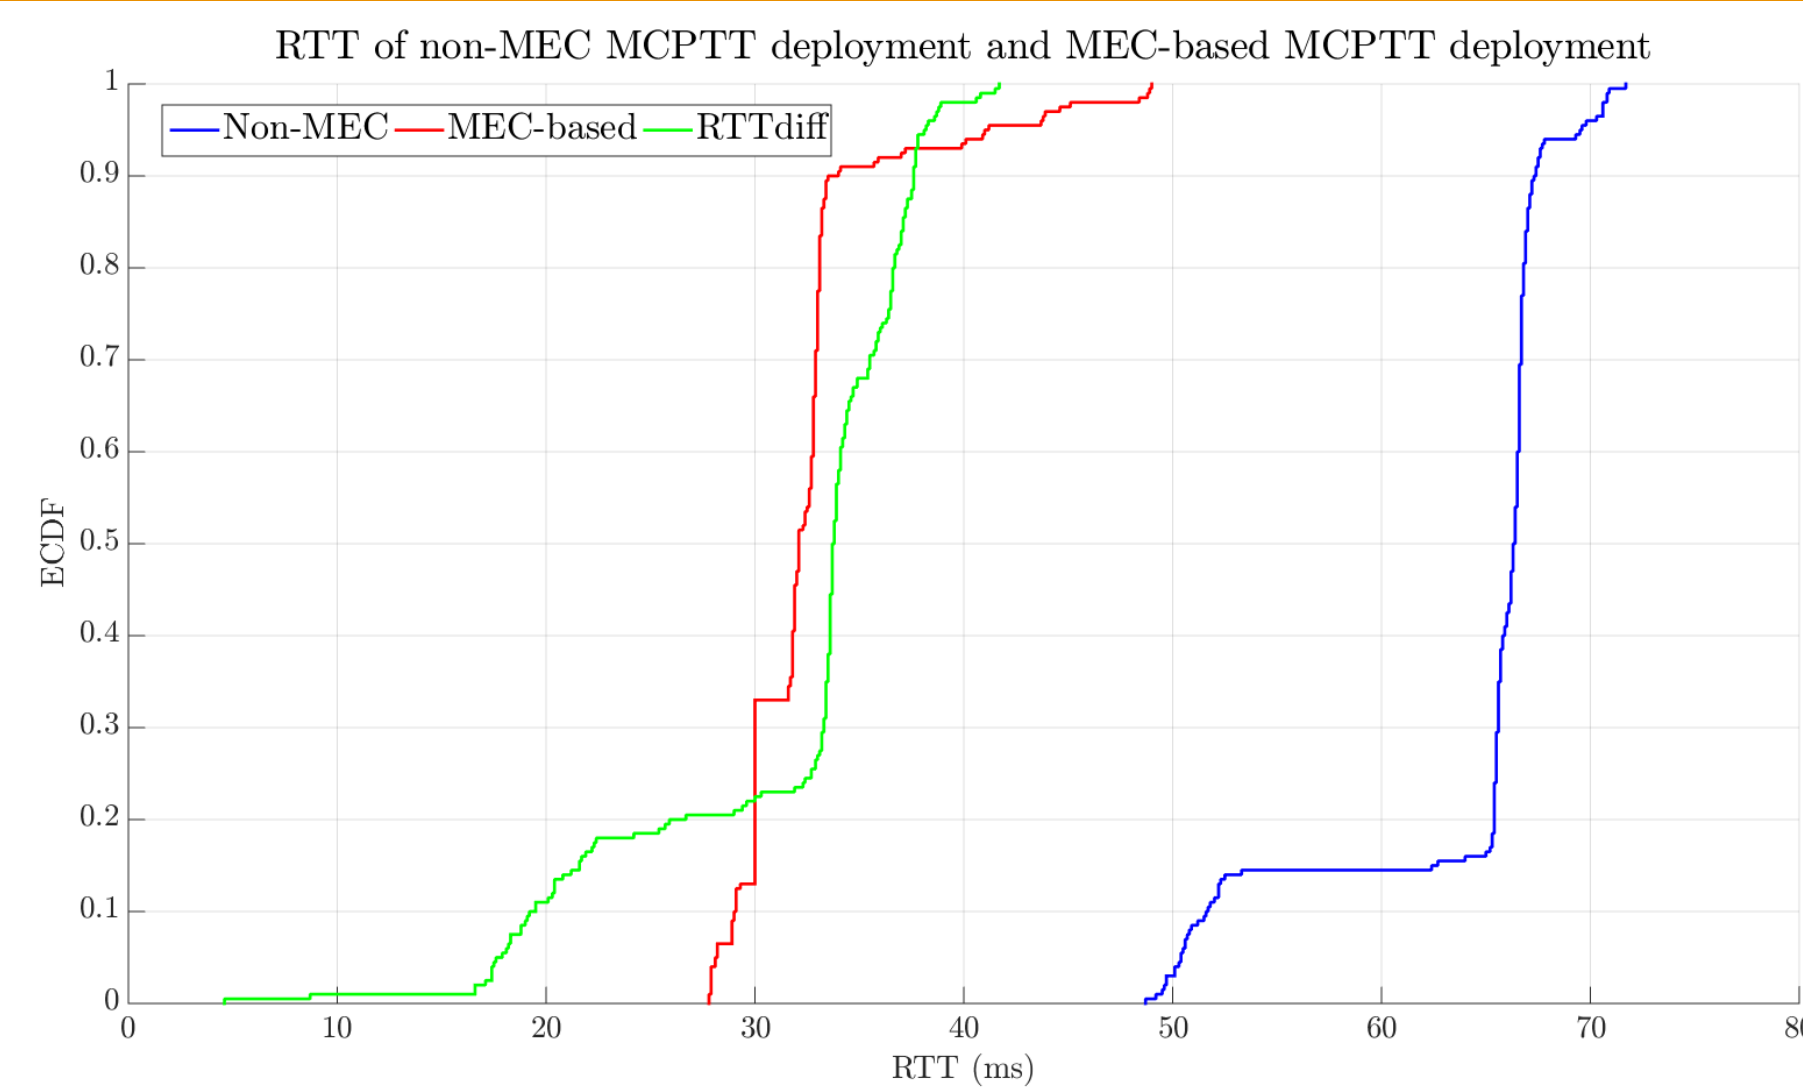 RTT of non-MEC MCPTT deployment and MEC-based MCPTT deployment
Non-MEC MEC-based RTTdiff
1
0.9
0.8
0.7
0.6
0.5
0.4
0.3
0.2
0.1
0
ECDF
0 10 20 30 40 50 60 70
RTT (ms)